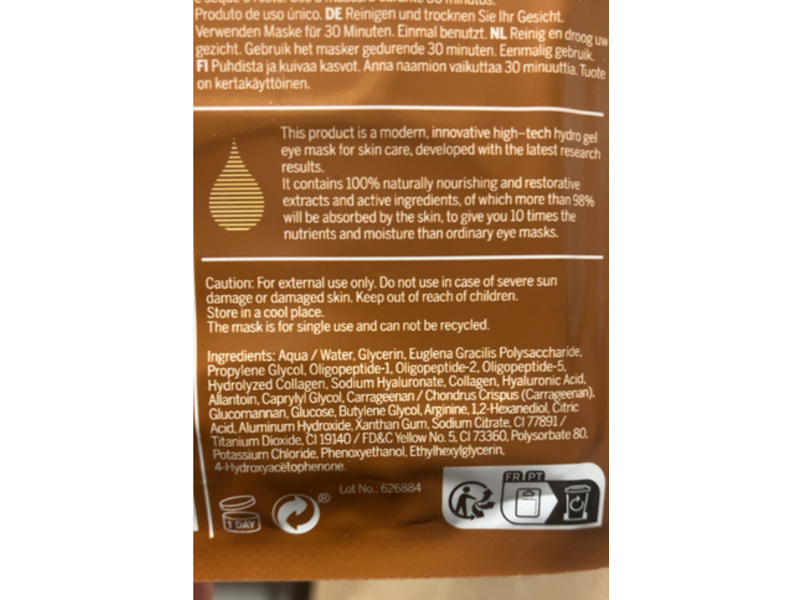 e seque o rosto. Use a máscara durante 30 minutos.
Produto de uso único. DE Reinigen und trocknen Sie Ihr Gesicht.
Verwenden Maske für 30 Minuten. Einmal benutzt. NL Reinig en droog uw
gezicht. Gebruik het masker gedurende 30 minuten. Eenmalig gebruik.
FI Puhdista ja kuivaa kasvot. Anna naamion vaikuttaa 30 minuuttia. Tuote
on kertakäyttöinen.
This product is a modern, innovative high-tech hydro gel
eye mask for skin care, developed with the latest research
results.
It contains 100% naturally nourishing and restorative
extracts and active ingredients, of which more than 98%
will be absorbed by the skin, to give you 10 times the
nutrients and moisture than ordinary eye masks.
Caution: For external use only. Do not use in case of severe sun
damage or damaged skin. Keep out of reach of children.
Store in a cool place.
The mask is for single use and can not be recycled.
Ingredients: Aqua / Water, Glycerin, Euglena Gracilis Polysaccharide,
Propylene Glycol, Oligopeptide-1, Oligopeptide-2, Oligopeptide-5,
Hydrolyzed Collagen, Sodium Hyaluronate, Collagen, Hyaluronic Acid,
Allantoin, Caprylyl Glycol, Carrageenan / Chondrus Crispus (Carrageenan),
Glucomannan, Glucose, Butylene Glycol, Arginine, 1,2-Hexanediol, Citric
Acid, Aluminum Hydroxide, Xanthan Gum, Sodium Citrate, CI 77891 /
Titanium Dioxide, CI 19140 / FD&C Yellow No. 5, CI 73360, Polysorbate 80,
Potassium Chloride, Phenoxyethanol, Ethylhexylglycerin,
4-Hydroxyacetophenone.
Lot No.: 626884
FR PT
1 DAY
®